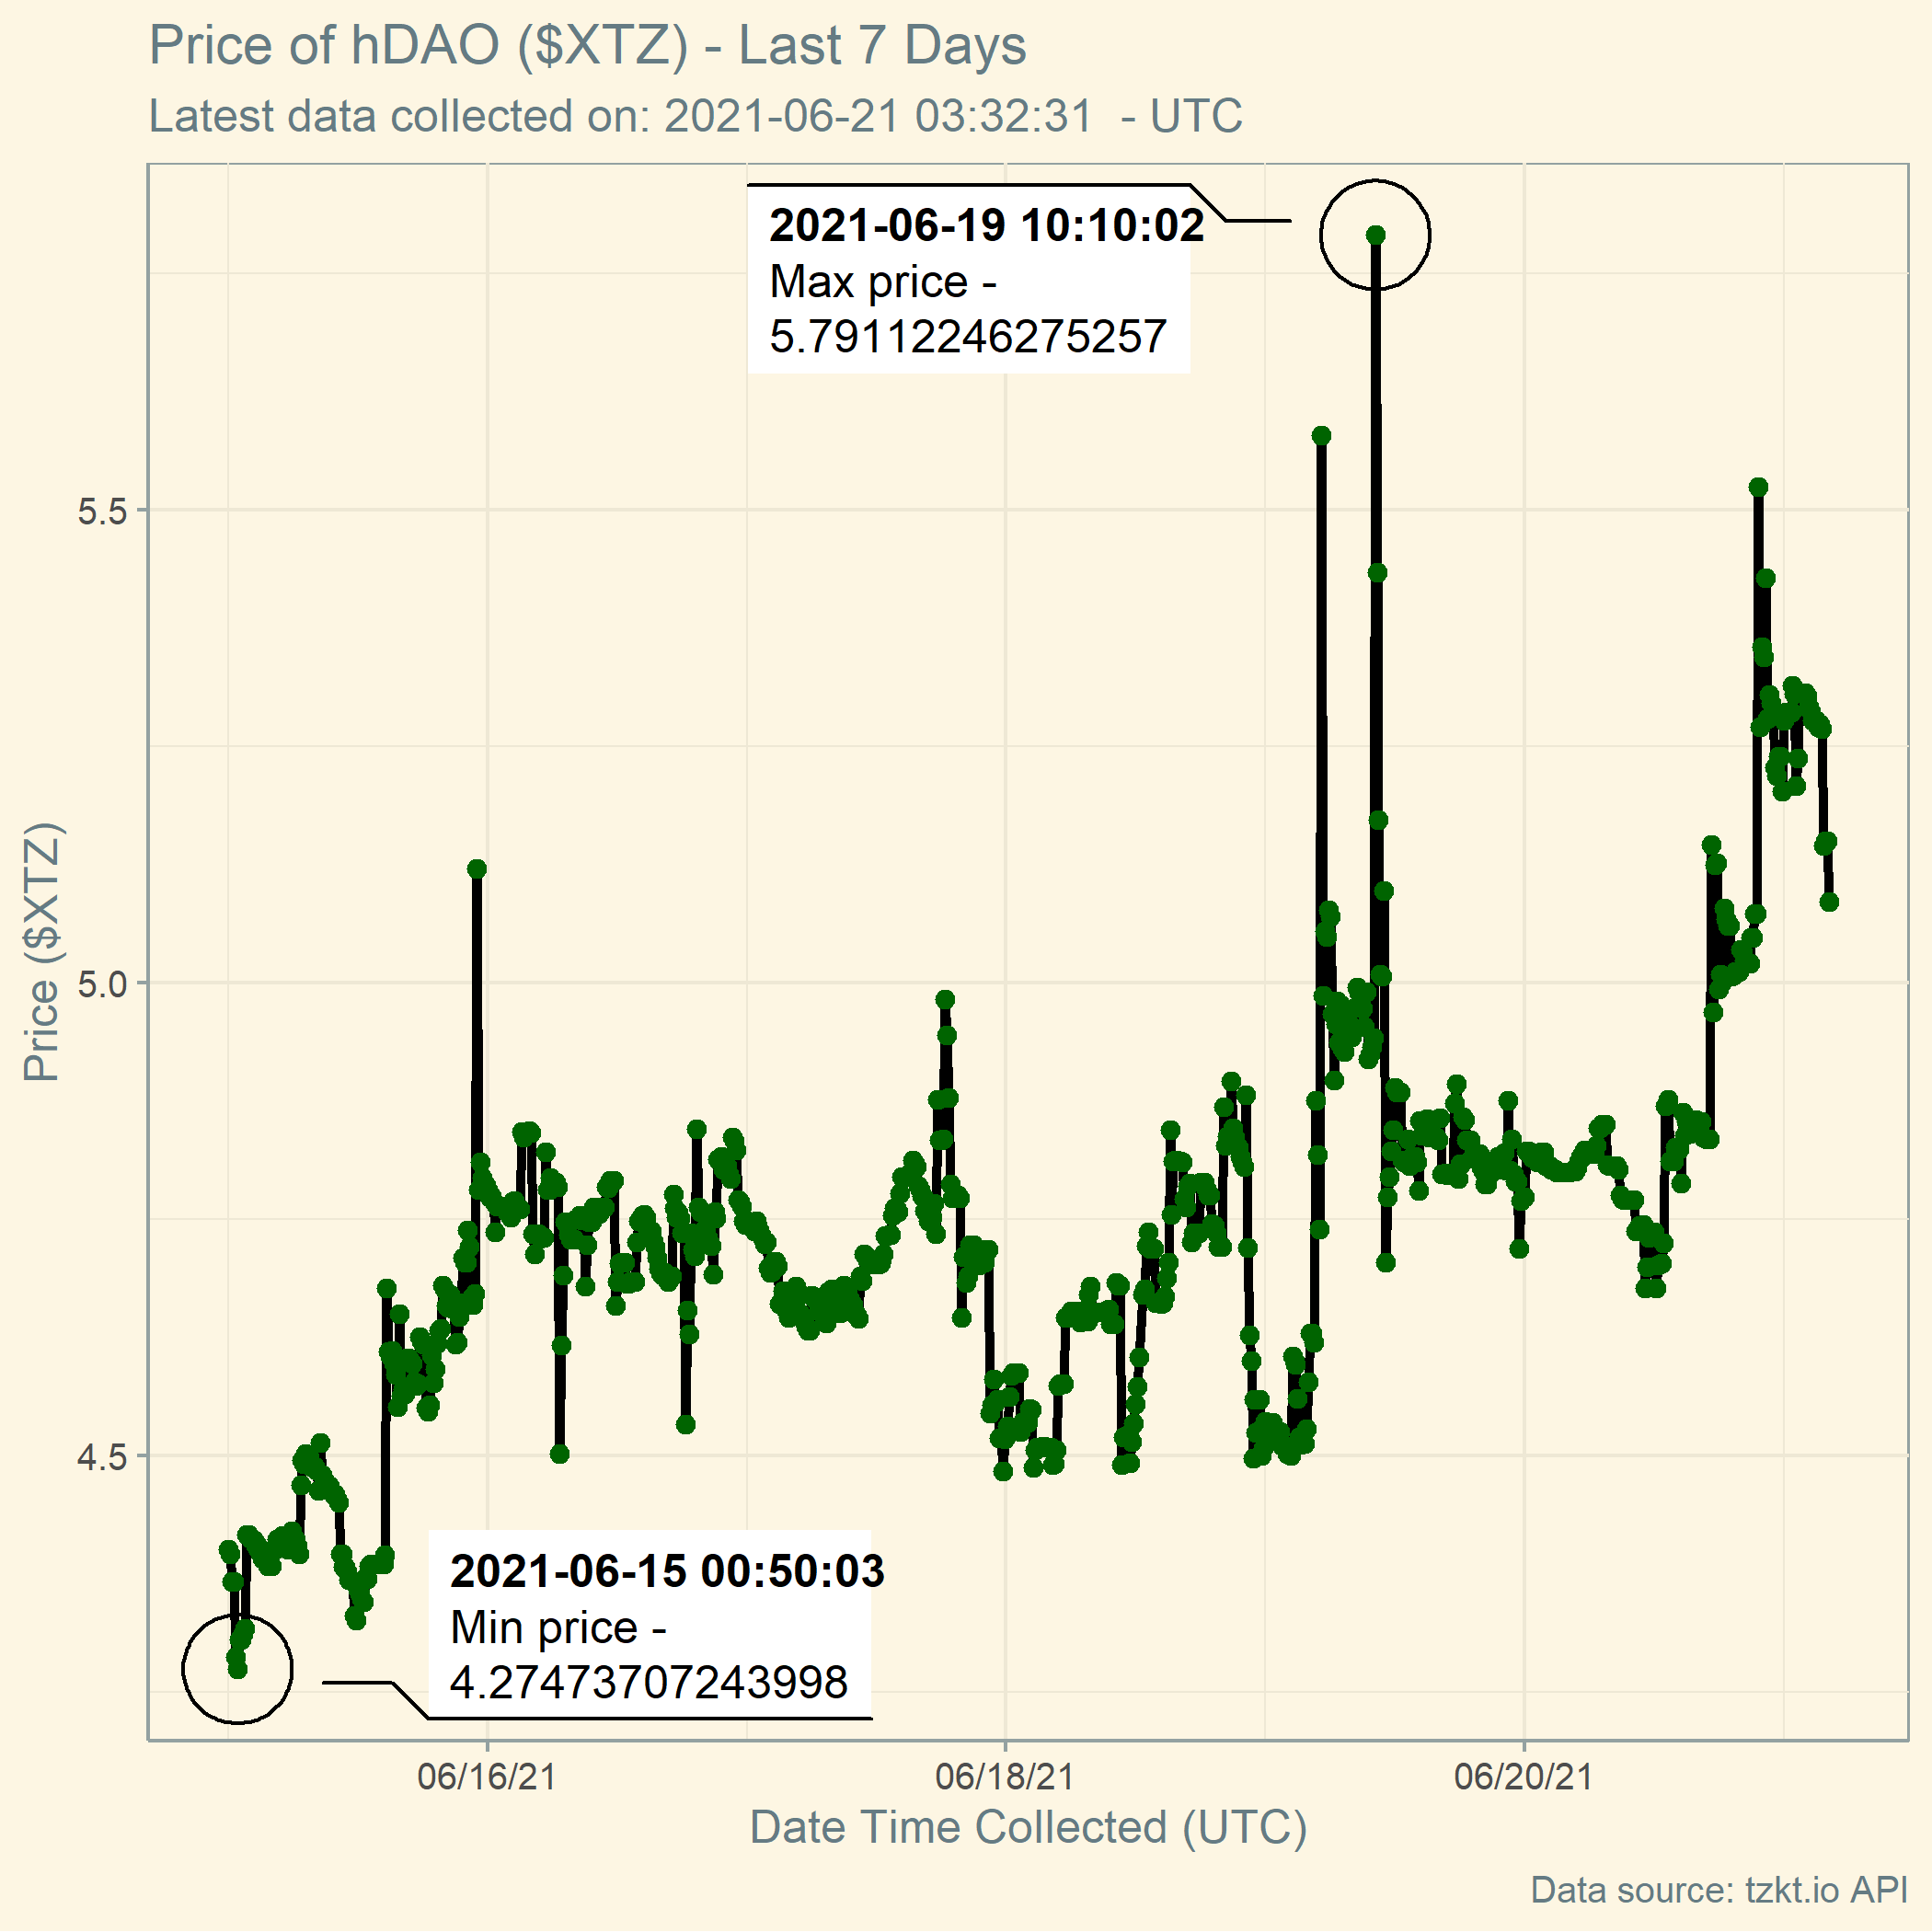 Price of hDAO ($XTZ) - Last 7 Days
Latest data collected on: 2021-06-21 03:32:31  - UTC
2021-06-19 10:10:02
Max price -
5.79112246275257
5.5
5.0
4.5
Price ($XTZ)
2021-06-15 00:50:03
Min price -
4.27473707243998
06/16/21
06/18/21
06/20/21
Date Time Collected (UTC)
Data source: tzkt.io API